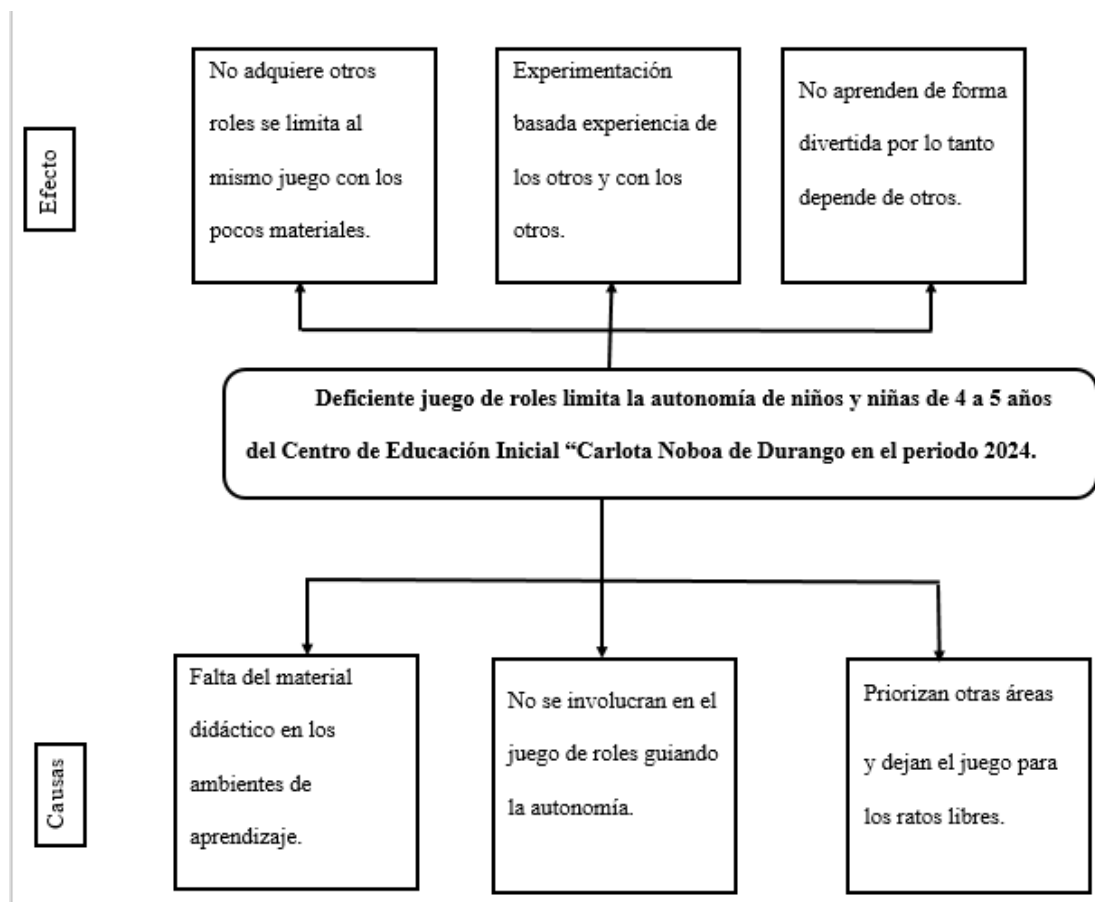 Efecto
No adquiere otros
roles se limita al
mismo juego con los
pocos materiales.
Experimentación
basada experiencia de
los otros y con los
otros.
No aprenden de forma
divertida por lo tanto
depende de otros.
Deficiente juego de roles limita la autonomía de niños y niñas de 4 a 5 años
del Centro de Educación Inicial “Carlota Noboa de Durango en el periodo 2024.
Causas
Falta del material
didáctico en los
ambientes de
aprendizaje.
No se involucran en el
juego de roles guiando
la autonomía.
Priorizan otras áreas
y dejan el juego para
los ratos libres.